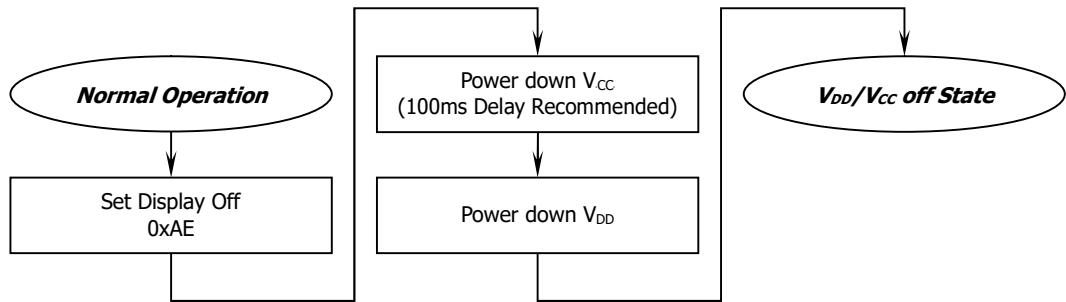 Normal Operation
Set Display Off
0xAE
Power down VCC
(100ms Delay Recommended)
Power down VDD
VDD/VCC off State